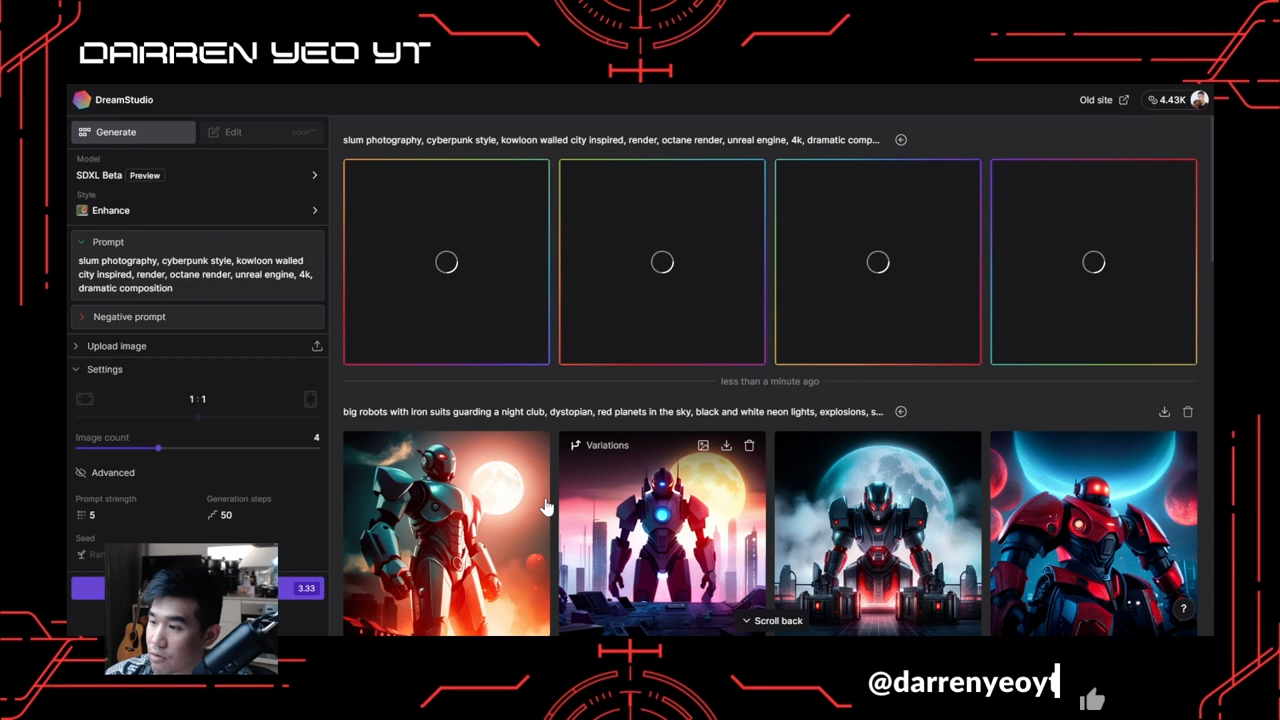 DARREN YEO YT
DreamStudio
Old site
4.43K
Generate
Edit
soon™
slum photography, cyberpunk style, kowloon walled city inspired, render, octane render, unreal engine, 4k, dramatic comp...
Model
SDXL Beta Preview
Style
Enhance
Prompt
slum photography, cyberpunk style, kowloon walled
city inspired, render, octane render, unreal engine, 4k,
dramatic composition
Negative prompt
Upload image
Settings
1 : 1
Image count
4
Advanced
Prompt strength
Generation steps
5
50
Seed
Ran
3.33
less than a minute ago
big robots with iron suits guarding a night club, dystopian, red planets in the sky, black and white neon lights, explosions, s...
Variations
Scroll back
?
@darrenyeoyt